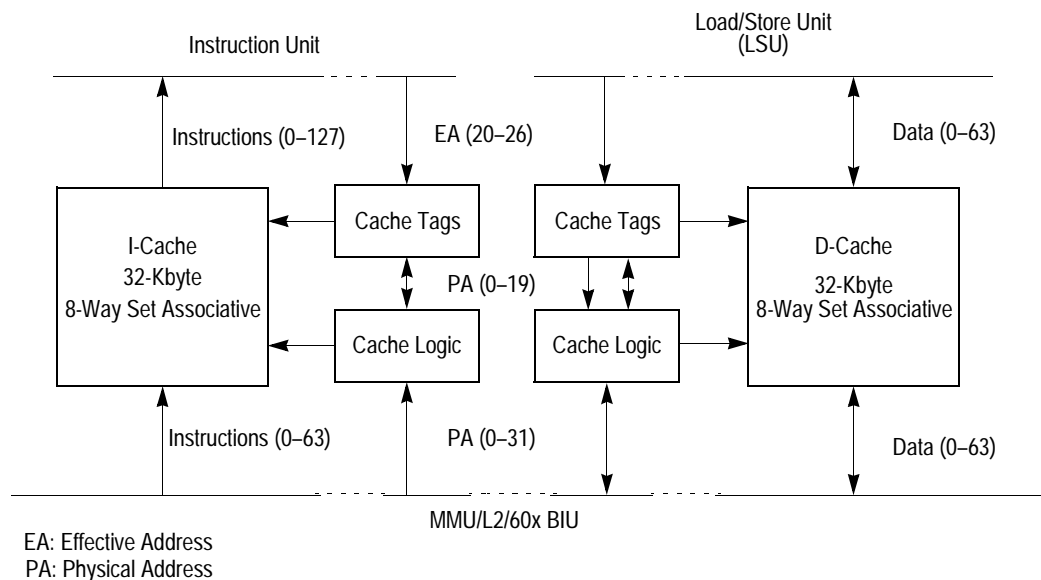 Instruction Unit
Load/Store Unit
(LSU)
Instructions (0–127)
EA (20–26)
Data (0–63)
I-Cache
32-Kbyte
8-Way Set Associative
Cache Tags
Cache Tags
D-Cache
32-Kbyte
8-Way Set Associative
PA (0–19)
Cache Logic
Cache Logic
Instructions (0–63)
PA (0–31)
Data (0–63)
MMU/L2/60x BIU
EA: Effective Address
PA: Physical Address